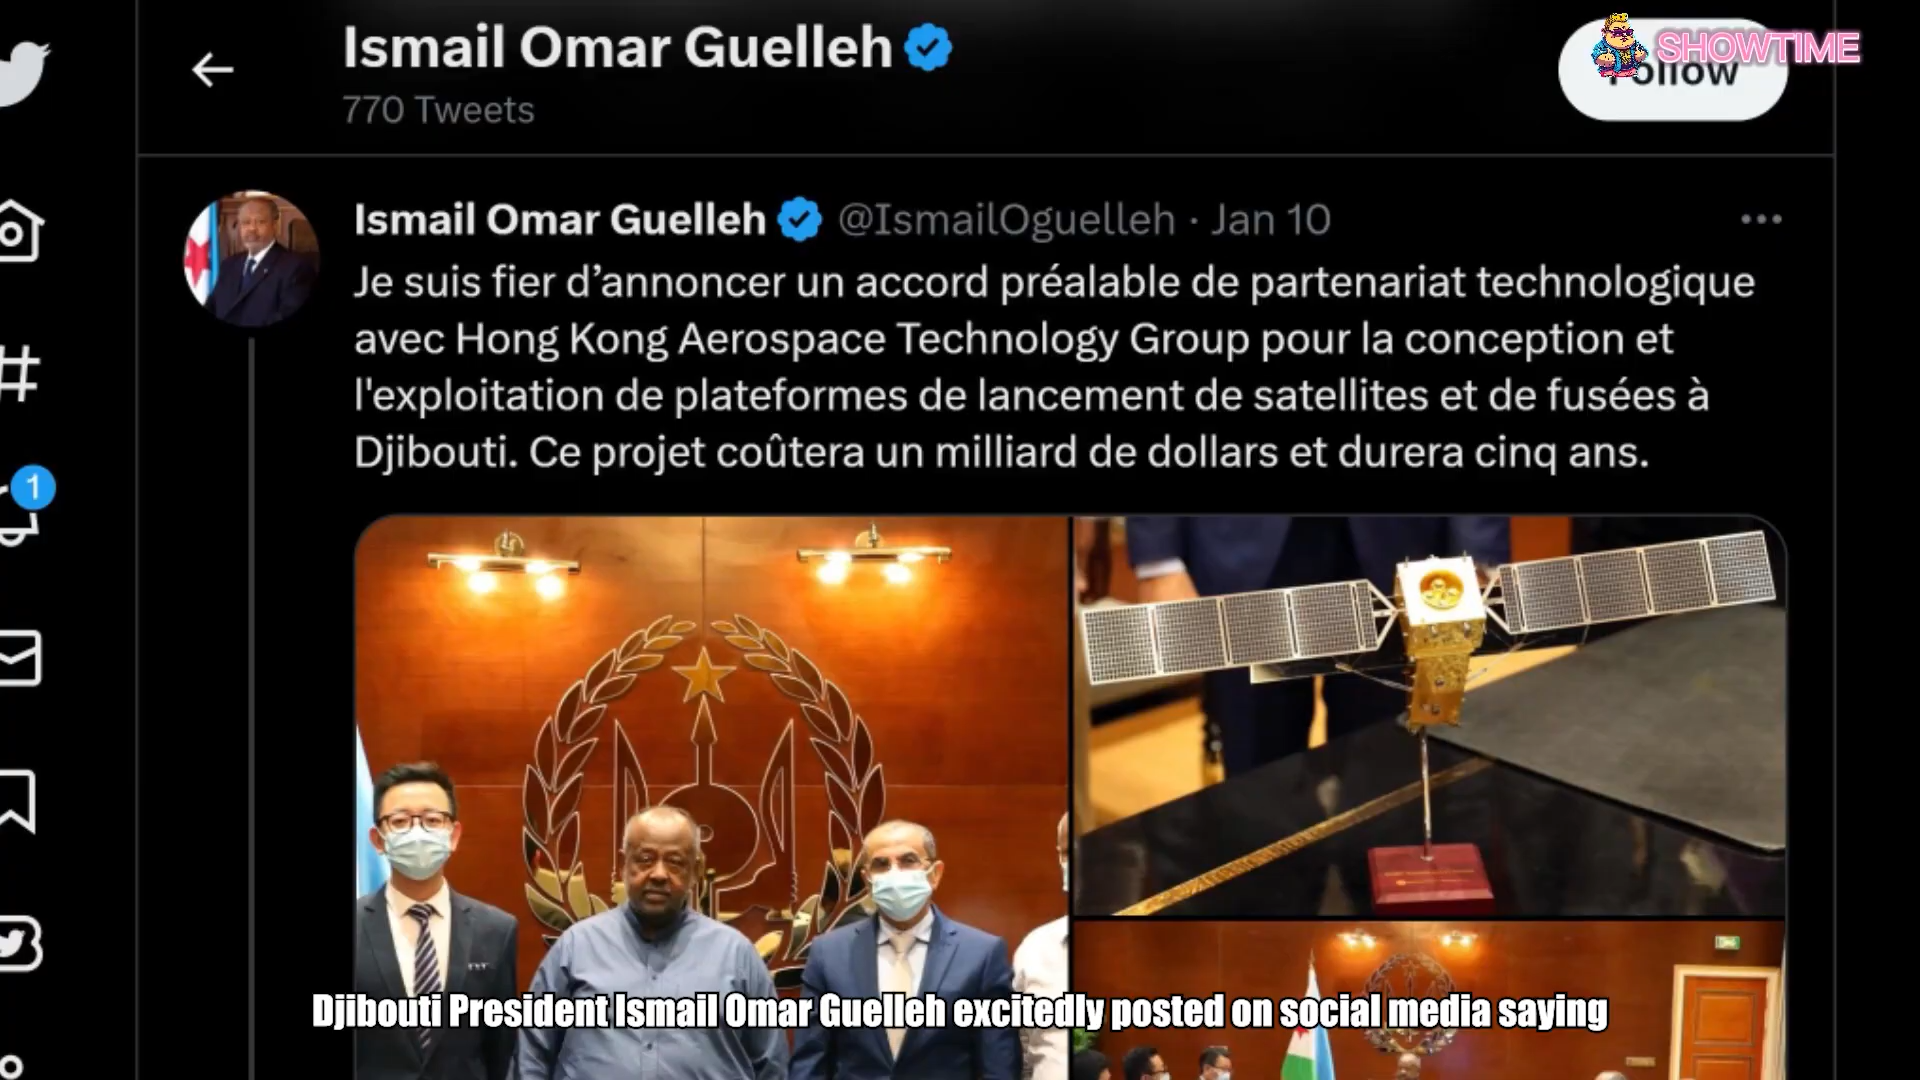 Ismail Omar Guelleh
770 Tweets
SHOWTIME
Follow
Ismail Omar Guelleh @IsmailOguelleh · Jan 10
Je suis fier d’annoncer un accord préalable de partenariat technologique
avec Hong Kong Aerospace Technology Group pour la conception et
l'exploitation de plateformes de lancement de satellites et de fusées à
Djibouti. Ce projet coûtera un milliard de dollars et durera cinq ans.
1
Djibouti President Ismail Omar Guelleh excitedly posted on social media saying